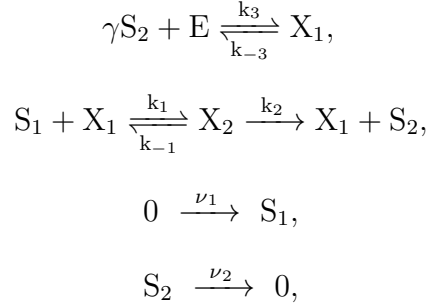 γS₂ + E ⇌ X₁, k₃ k₋₃
S₁ + X₁ ⇌ X₂ → X₁ + S₂, k₁ k₋₁ k₂
0 → S₁, ν₁
S₂ → 0, ν₂